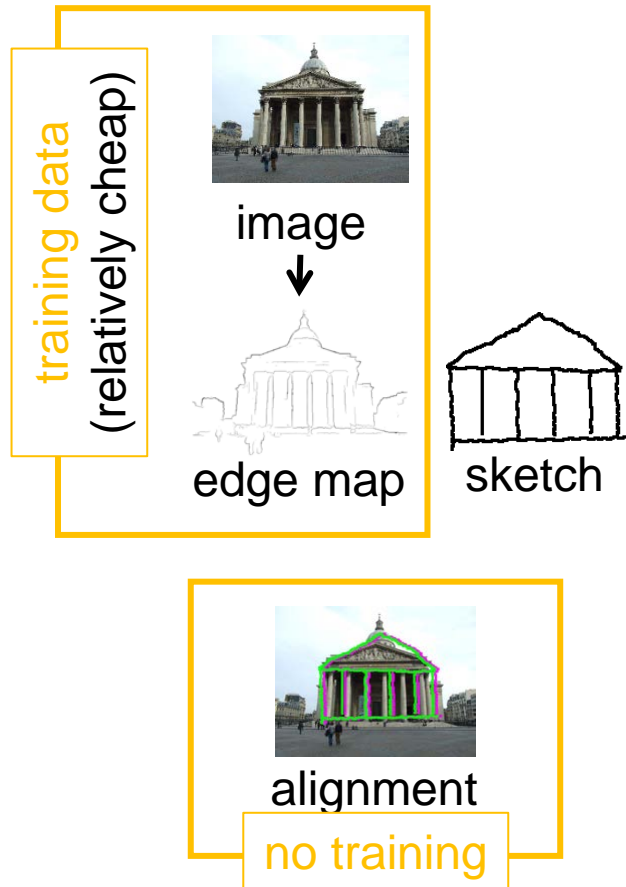 training data
(relatively cheap)
image
edge map
sketch
alignment
no training